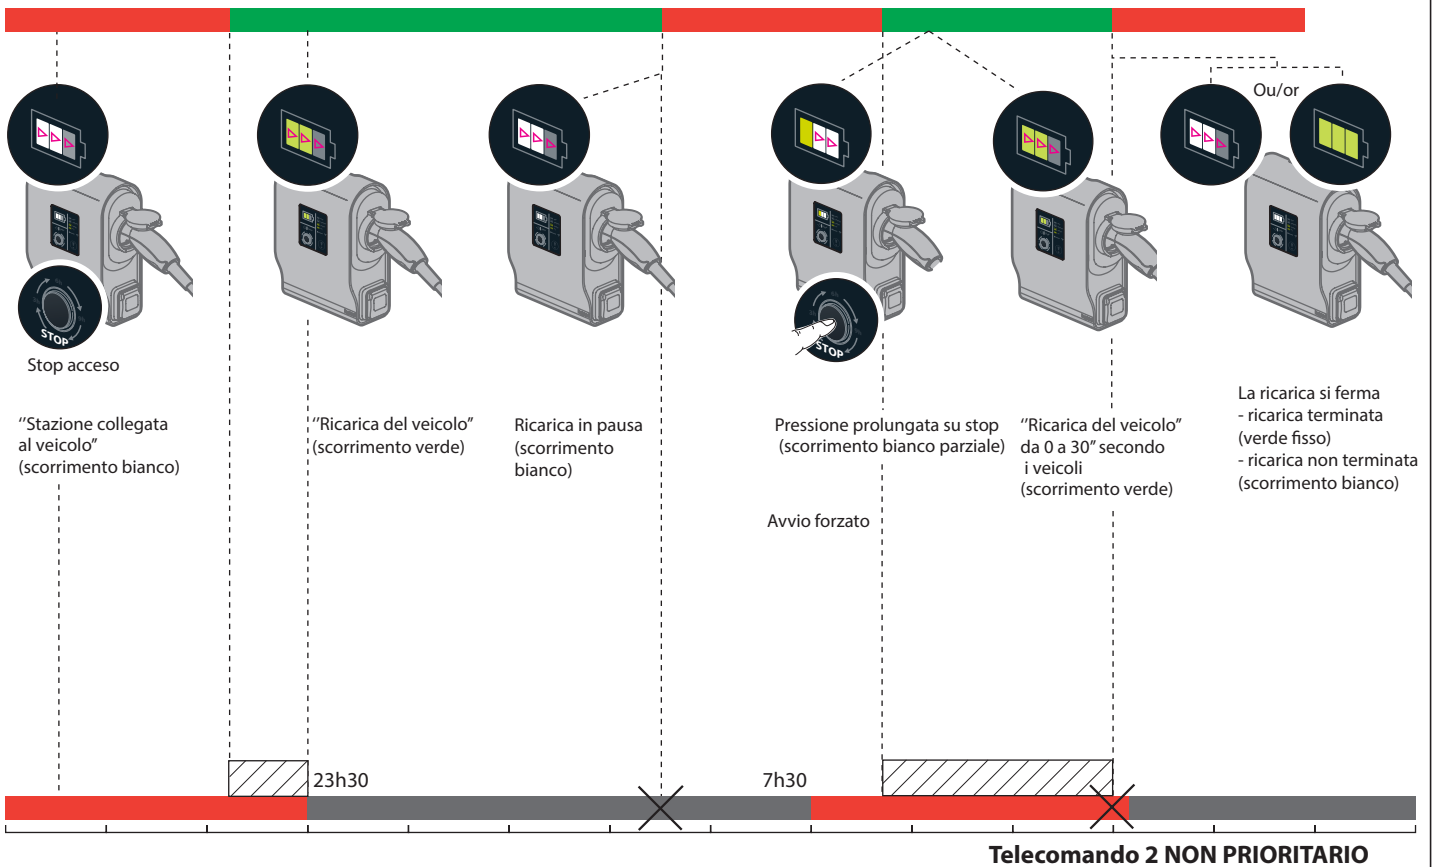 Ou/or
STOP
STOP
Stop acceso
"Stazione collegata
al veicolo"
(scorrimento bianco)
"Ricarica del veicolo"
(scorrimento verde)
Ricarica in pausa
(scorrimento
bianco)
Pressione prolungata su stop
(scorrimento bianco parziale)
Avvio forzato
"Ricarica del veicolo"
da 0 a 30" secondo
i veicoli
(scorrimento verde)
La ricarica si ferma
- ricarica terminata
(verde fisso)
- ricarica non terminata
(scorrimento bianco)
23h30
7h30
Telecomando 2 NON PRIORITARIO